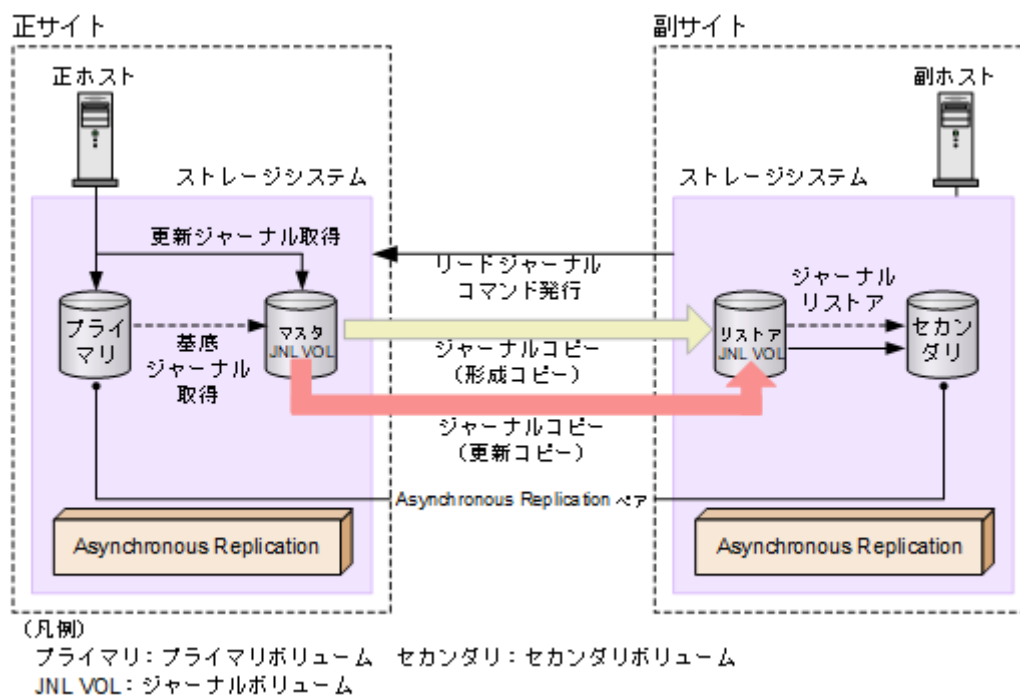 正サイト
副サイト
正ホスト
副ホスト
ストレージシステム
ストレージシステム
更新ジャーナル取得
リードジャーナル
コマンド発行
ジャーナル
リストア
プライ
マリ
マスタ
JNL VOL
リストア
JNL VOL
セカン
ダリ
基底
ジャーナル
取得
ジャーナルコピー
（形成コピー）
ジャーナルコピー
（更新コピー）
Asynchronous Replication ペア
Asynchronous Replication
Asynchronous Replication
（凡例）
プライマリ：プライマリボリューム　セカンダリ：セカンダリボリューム
JNL VOL：ジャーナルボリューム